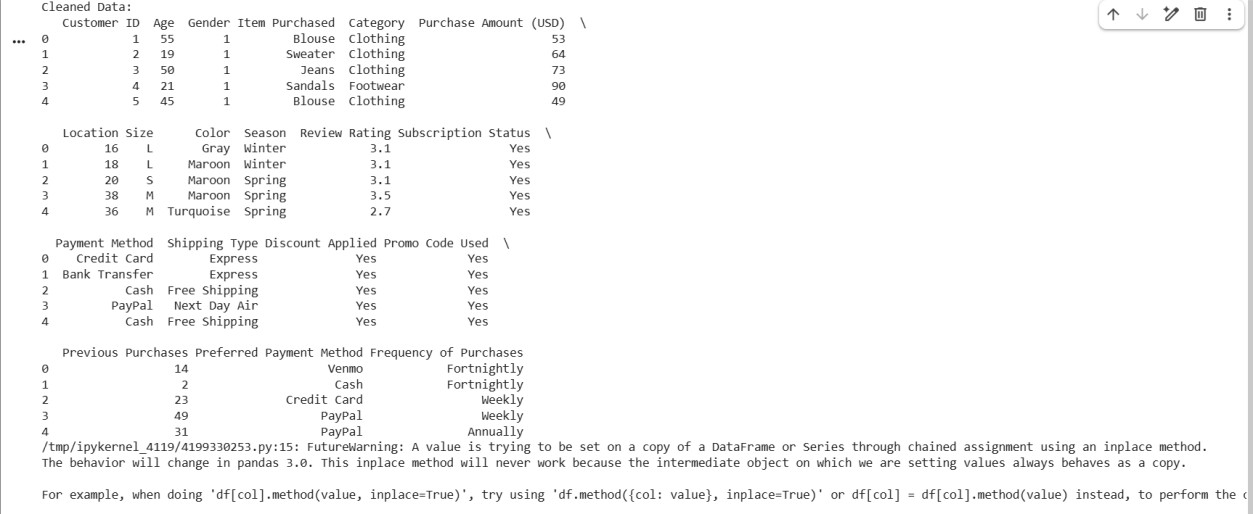 Cleaned Data:
   Customer ID  Age  Gender Item Purchased  Category  Purchase Amount (USD)  \
0            1   55       1         Blouse  Clothing                     53
1            2   19       1        Sweater  Clothing                     64
2            3   50       1          Jeans  Clothing                     73
3            4   21       1        Sandals  Footwear                     90
4            5   45       1         Blouse  Clothing                     49
   Location Size      Color  Season  Review Rating Subscription Status  \
0        16    L       Gray  Winter            3.1                 Yes
1        18    L     Maroon  Winter            3.1                 Yes
2        20    S     Maroon  Spring            3.1                 Yes
3        38    M     Maroon  Spring            3.5                 Yes
4        36    M  Turquoise  Spring            2.7                 Yes
  Payment Method  Shipping Type Discount Applied Promo Code Used  \
0    Credit Card        Express              Yes             Yes
1  Bank Transfer        Express              Yes             Yes
2           Cash  Free Shipping              Yes             Yes
3         PayPal   Next Day Air              Yes             Yes
4           Cash  Free Shipping              Yes             Yes
   Previous Purchases Preferred Payment Method Frequency of Purchases
0                  14                    Venmo            Fortnightly
1                   2                     Cash            Fortnightly
2                  23              Credit Card                 Weekly
3                  49                   PayPal                 Weekly
4                  31                   PayPal               Annually
/tmp/ipykernel_4119/4199330253.py:15: FutureWarning: A value is trying to be set on a copy of a DataFrame or Series through chained assignment using an inplace method.
The behavior will change in pandas 3.0. This inplace method will never work because the intermediate object on which we are setting values always behaves as a copy.
For example, when doing 'df[col].method(value, inplace=True)', try using 'df.method({col: value}, inplace=True)' or df[col] = df[col].method(value) instead, to perform the